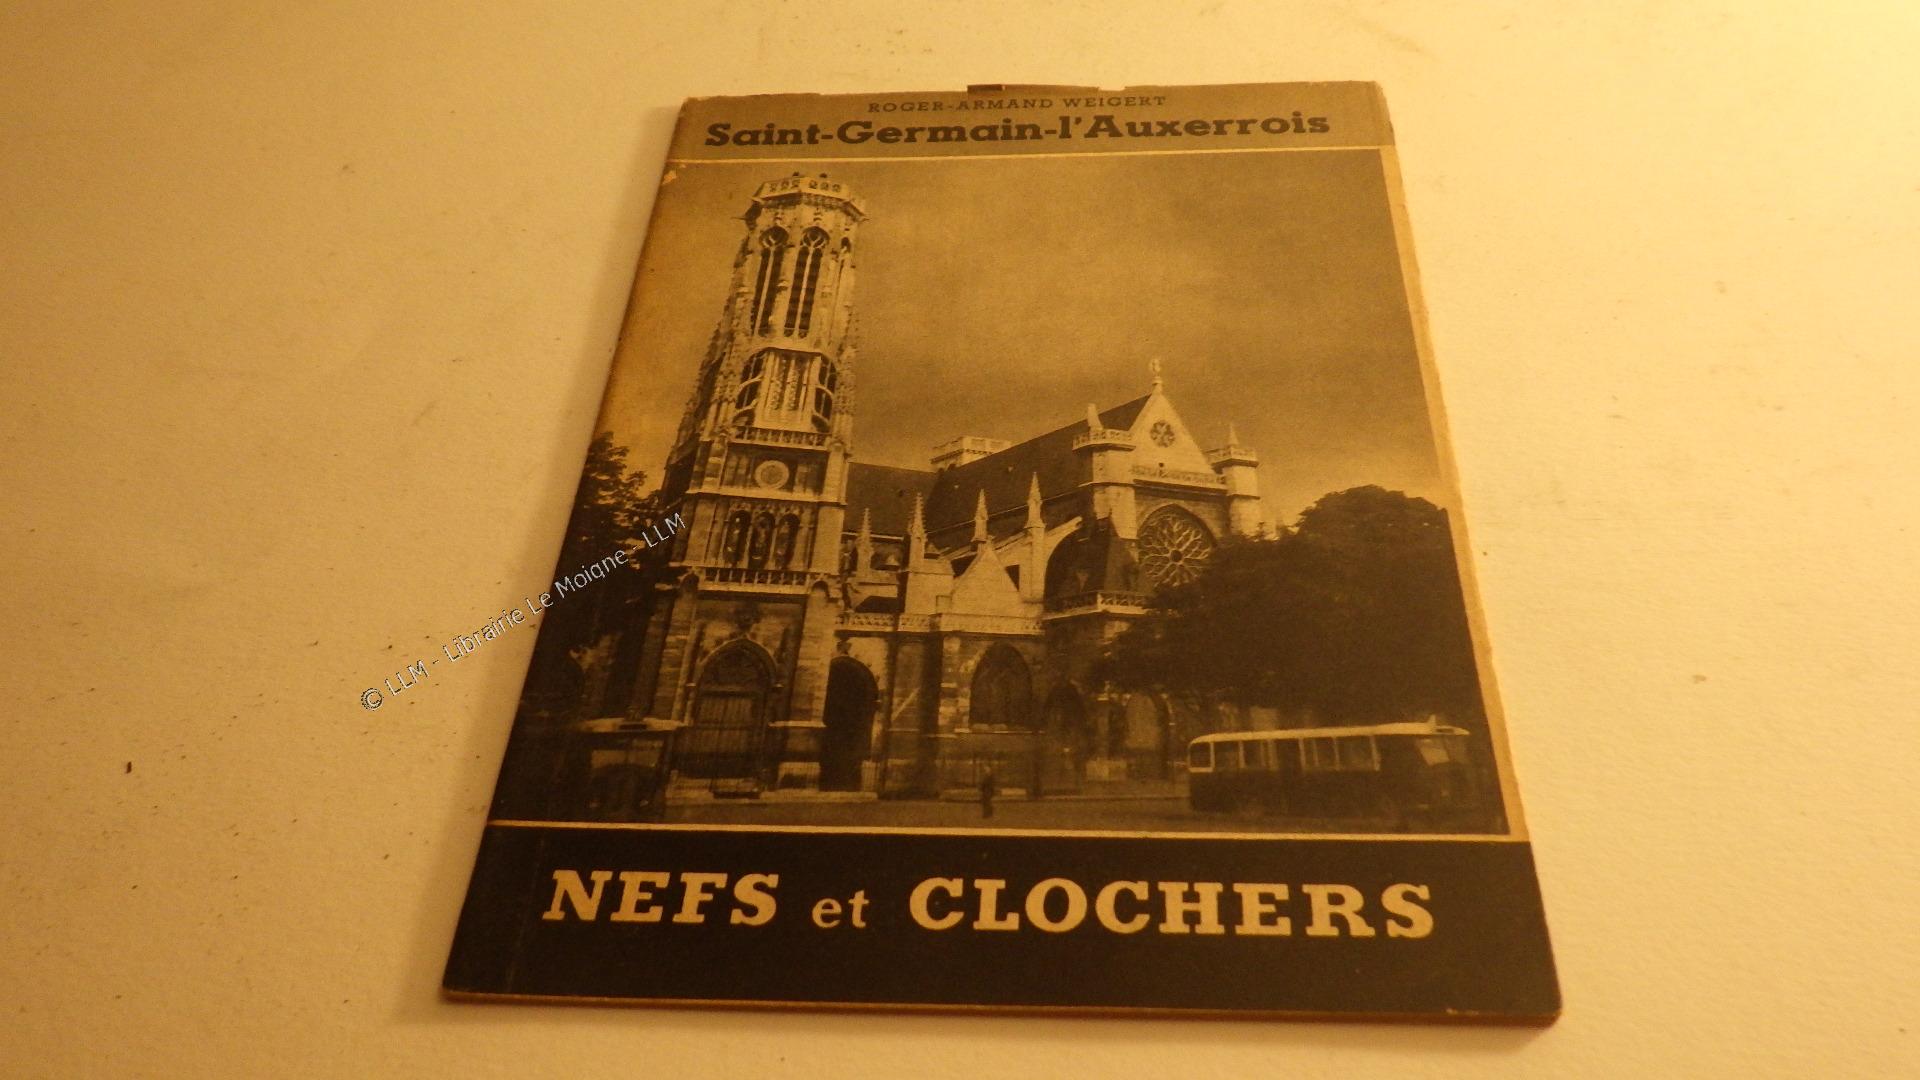 ROGER-ARMAND WEIGERT
Saint-Germain-l'Auxerrois
© LLM - Librairie Le Moigne - LLM
NEFS et CLOCHERS